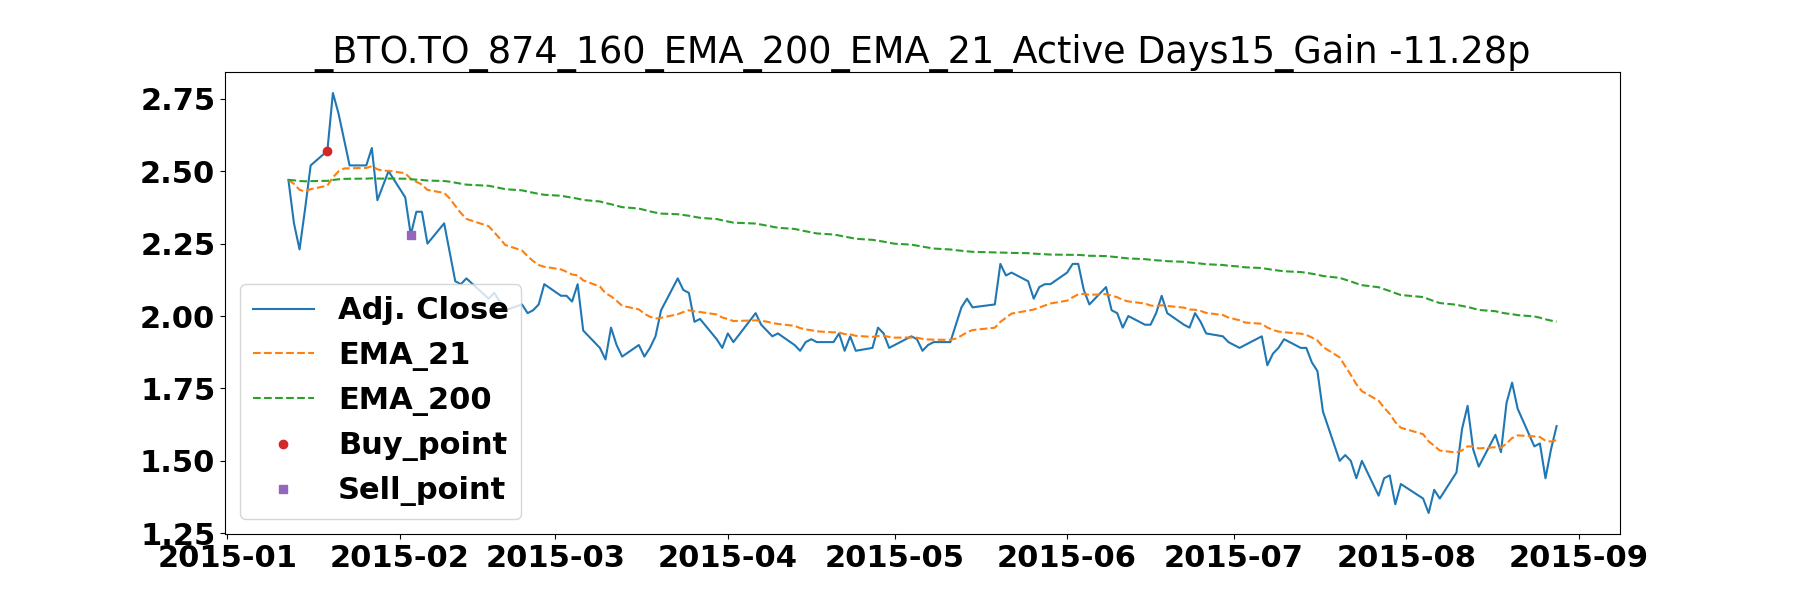 _BTO.TO_874_160_EMA_200_EMA_21_Active Days15_Gain -11.28p
2.75
2.50
2.25
2.00
1.75
1.50
1.25
Adj. Close
EMA_21
EMA_200
Buy_point
Sell_point
2015-01 2015-02 2015-03 2015-04 2015-05 2015-06 2015-07 2015-08 2015-09